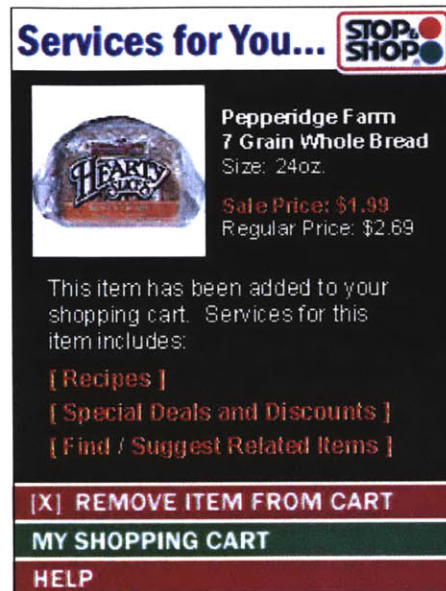 Services for You...
STOP&
SHOP
HEARTY
SLICES
Pepperidge Farm
7 Grain Whole Bread
Size: 24oz.
Sale Price: $1.99
Regular Price: $2.69
This item has been added to your
shopping cart. Services for this
item includes:
[ Recipes ]
[ Special Deals and Discounts ]
[ Find / Suggest Related Items ]
[X] REMOVE ITEM FROM CART
MY SHOPPING CART
HELP